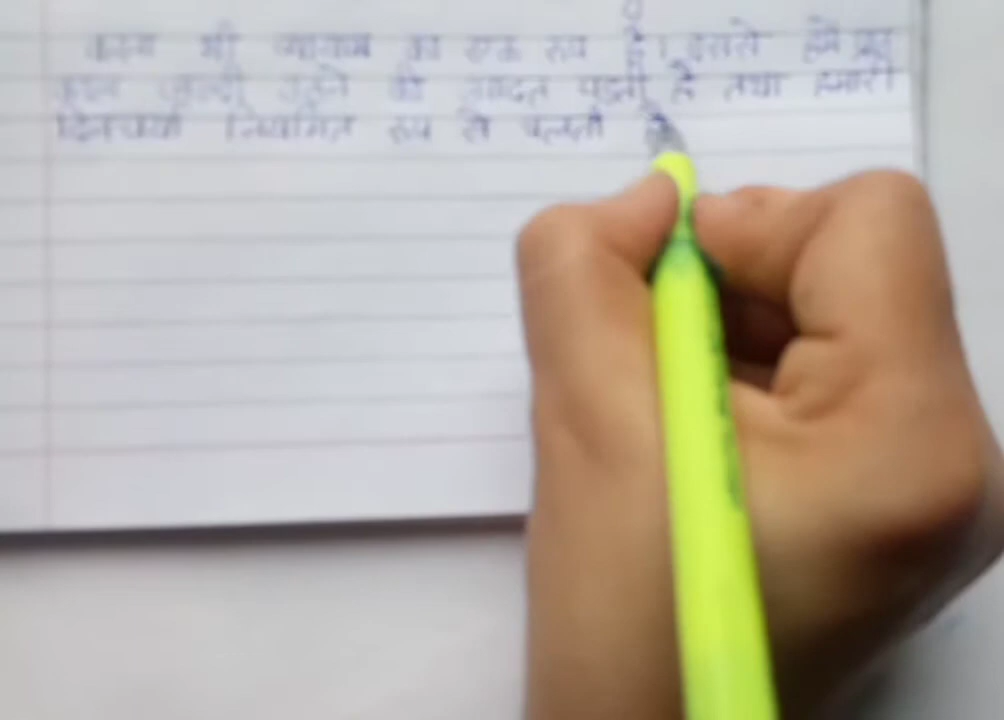 भी व्यायाम का एक रूप है। इससे हमें प्रातः
काल जल्दी उठने की आदत पड़ती है तथा हमारी
दिनचर्या नियमित रूप से चलती है